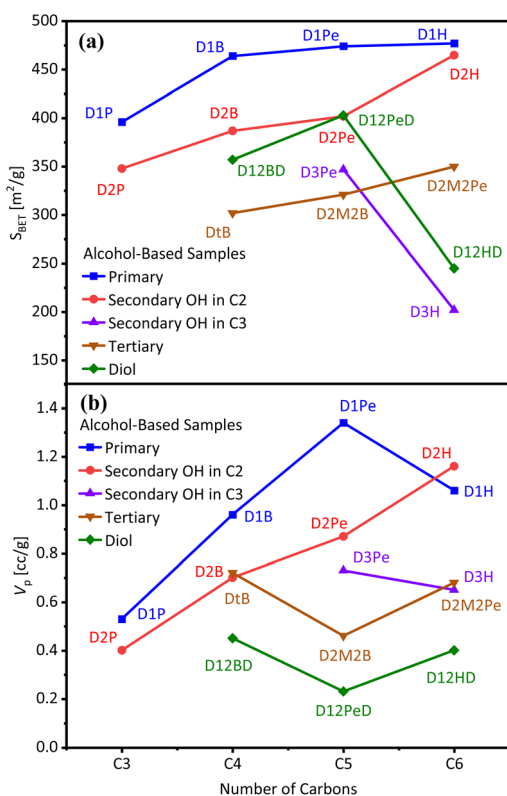 500
(a)
D1Pe
D1H
D1B
450
D2H
D1P
400
D2B
D12PeD
D2Pe
350
D2P
D12BD
D3Pe
D2M2Pe
S_BET [m²/g]
300
DtB
D2M2B
D12HD
250
Alcohol-Based Samples
Primary
Secondary OH in C2
D3H
200
Secondary OH in C3
Tertiary
150
Diol
(b)
1.4
Alcohol-Based Samples
D1Pe
Primary
D2H
1.2
Secondary OH in C2
Secondary OH in C3
D1H
1.0
Tertiary
D1B
Diol
D2Pe
0.8
V_p [cc/g]
D2B
D3Pe
D3H
0.6
D1P
DtB
D2M2Pe
D2P
0.4
D12BD
D2M2B
D12HD
0.2
D12PeD
0.0
C3
C4
C5
C6
Number of Carbons